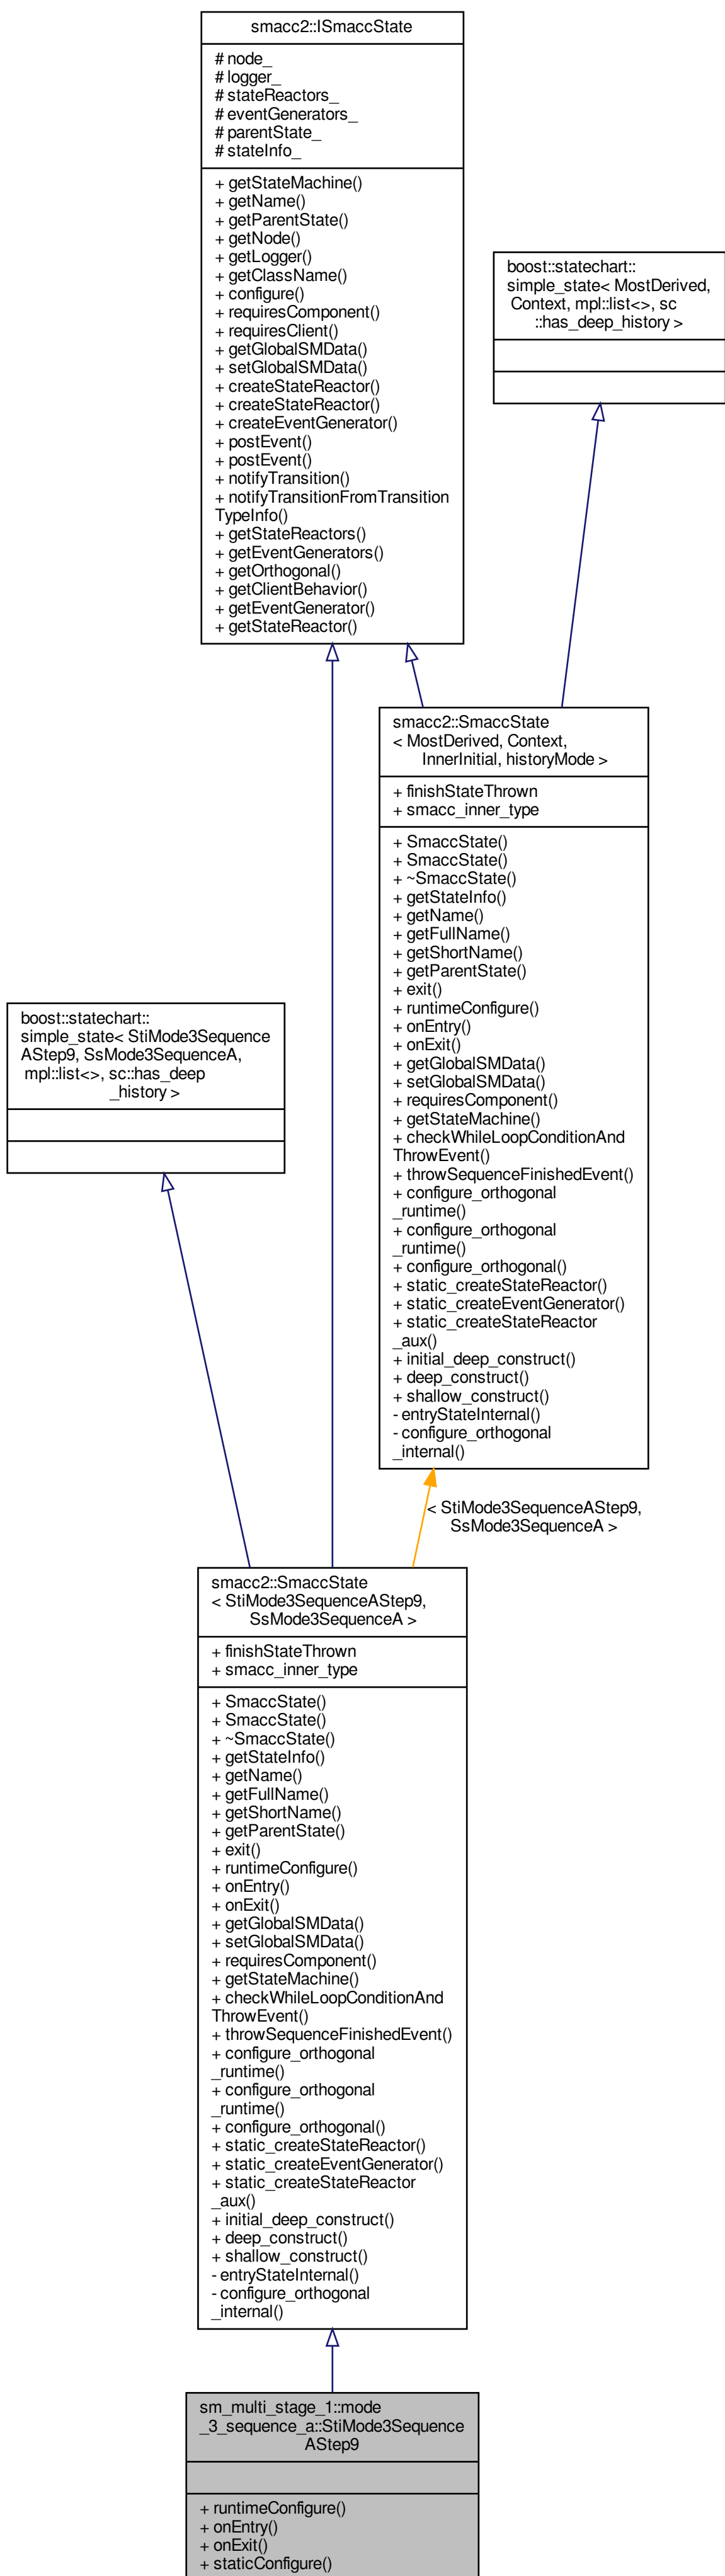 smacc2::ISmaccState
# node_
# logger_
# stateReactors_
# eventGenerators_
# parentState_
# stateInfo_
+ getStateMachine()
+ getName()
+ getParentState()
+ getNode()
+ getLogger()
+ getClassName()
+ configure()
+ requiresComponent()
+ requiresClient()
+ getGlobalSMData()
+ setGlobalSMData()
+ createStateReactor()
+ createStateReactor()
+ createEventGenerator()
+ postEvent()
+ postEvent()
+ notifyTransition()
+ notifyTransitionFromTransition
TypeInfo()
+ getStateReactors()
+ getEventGenerators()
+ getOrthogonal()
+ getClientBehavior()
+ getEventGenerator()
+ getStateReactor()
boost::statechart::
simple_state< MostDerived,
Context, mpl::list<>, sc
::has_deep_history >
smacc2::SmaccState
< MostDerived, Context,
InnerInitial, historyMode >
+ finishStateThrown
+ smacc_inner_type
+ SmaccState()
+ SmaccState()
+ ~SmaccState()
+ getStateInfo()
+ getName()
+ getFullName()
+ getShortName()
+ getParentState()
+ exit()
+ runtimeConfigure()
+ onEntry()
+ onExit()
+ getGlobalSMData()
+ setGlobalSMData()
+ requiresComponent()
+ getStateMachine()
+ checkWhileLoopConditionAnd
ThrowEvent()
+ throwSequenceFinishedEvent()
+ configure_orthogonal
_runtime()
+ configure_orthogonal
_runtime()
+ configure_orthogonal()
+ static_createStateReactor()
+ static_createEventGenerator()
+ static_createStateReactor
_aux()
+ initial_deep_construct()
+ deep_construct()
+ shallow_construct()
- entryStateInternal()
- configure_orthogonal
_internal()
boost::statechart::
simple_state< StiMode3Sequence
AStep9, SsMode3SequenceA,
mpl::list<>, sc::has_deep
_history >
< StiMode3SequenceAStep9,
SsMode3SequenceA >
smacc2::SmaccState
< StiMode3SequenceAStep9,
SsMode3SequenceA >
+ finishStateThrown
+ smacc_inner_type
+ SmaccState()
+ SmaccState()
+ ~SmaccState()
+ getStateInfo()
+ getName()
+ getFullName()
+ getShortName()
+ getParentState()
+ exit()
+ runtimeConfigure()
+ onEntry()
+ onExit()
+ getGlobalSMData()
+ setGlobalSMData()
+ requiresComponent()
+ getStateMachine()
+ checkWhileLoopConditionAnd
ThrowEvent()
+ throwSequenceFinishedEvent()
+ configure_orthogonal
_runtime()
+ configure_orthogonal
_runtime()
+ configure_orthogonal()
+ static_createStateReactor()
+ static_createEventGenerator()
+ static_createStateReactor
_aux()
+ initial_deep_construct()
+ deep_construct()
+ shallow_construct()
- entryStateInternal()
- configure_orthogonal
_internal()
sm_multi_stage_1::mode
_3_sequence_a::StiMode3Sequence
AStep9
+ runtimeConfigure()
+ onEntry()
+ onExit()
+ staticConfigure()